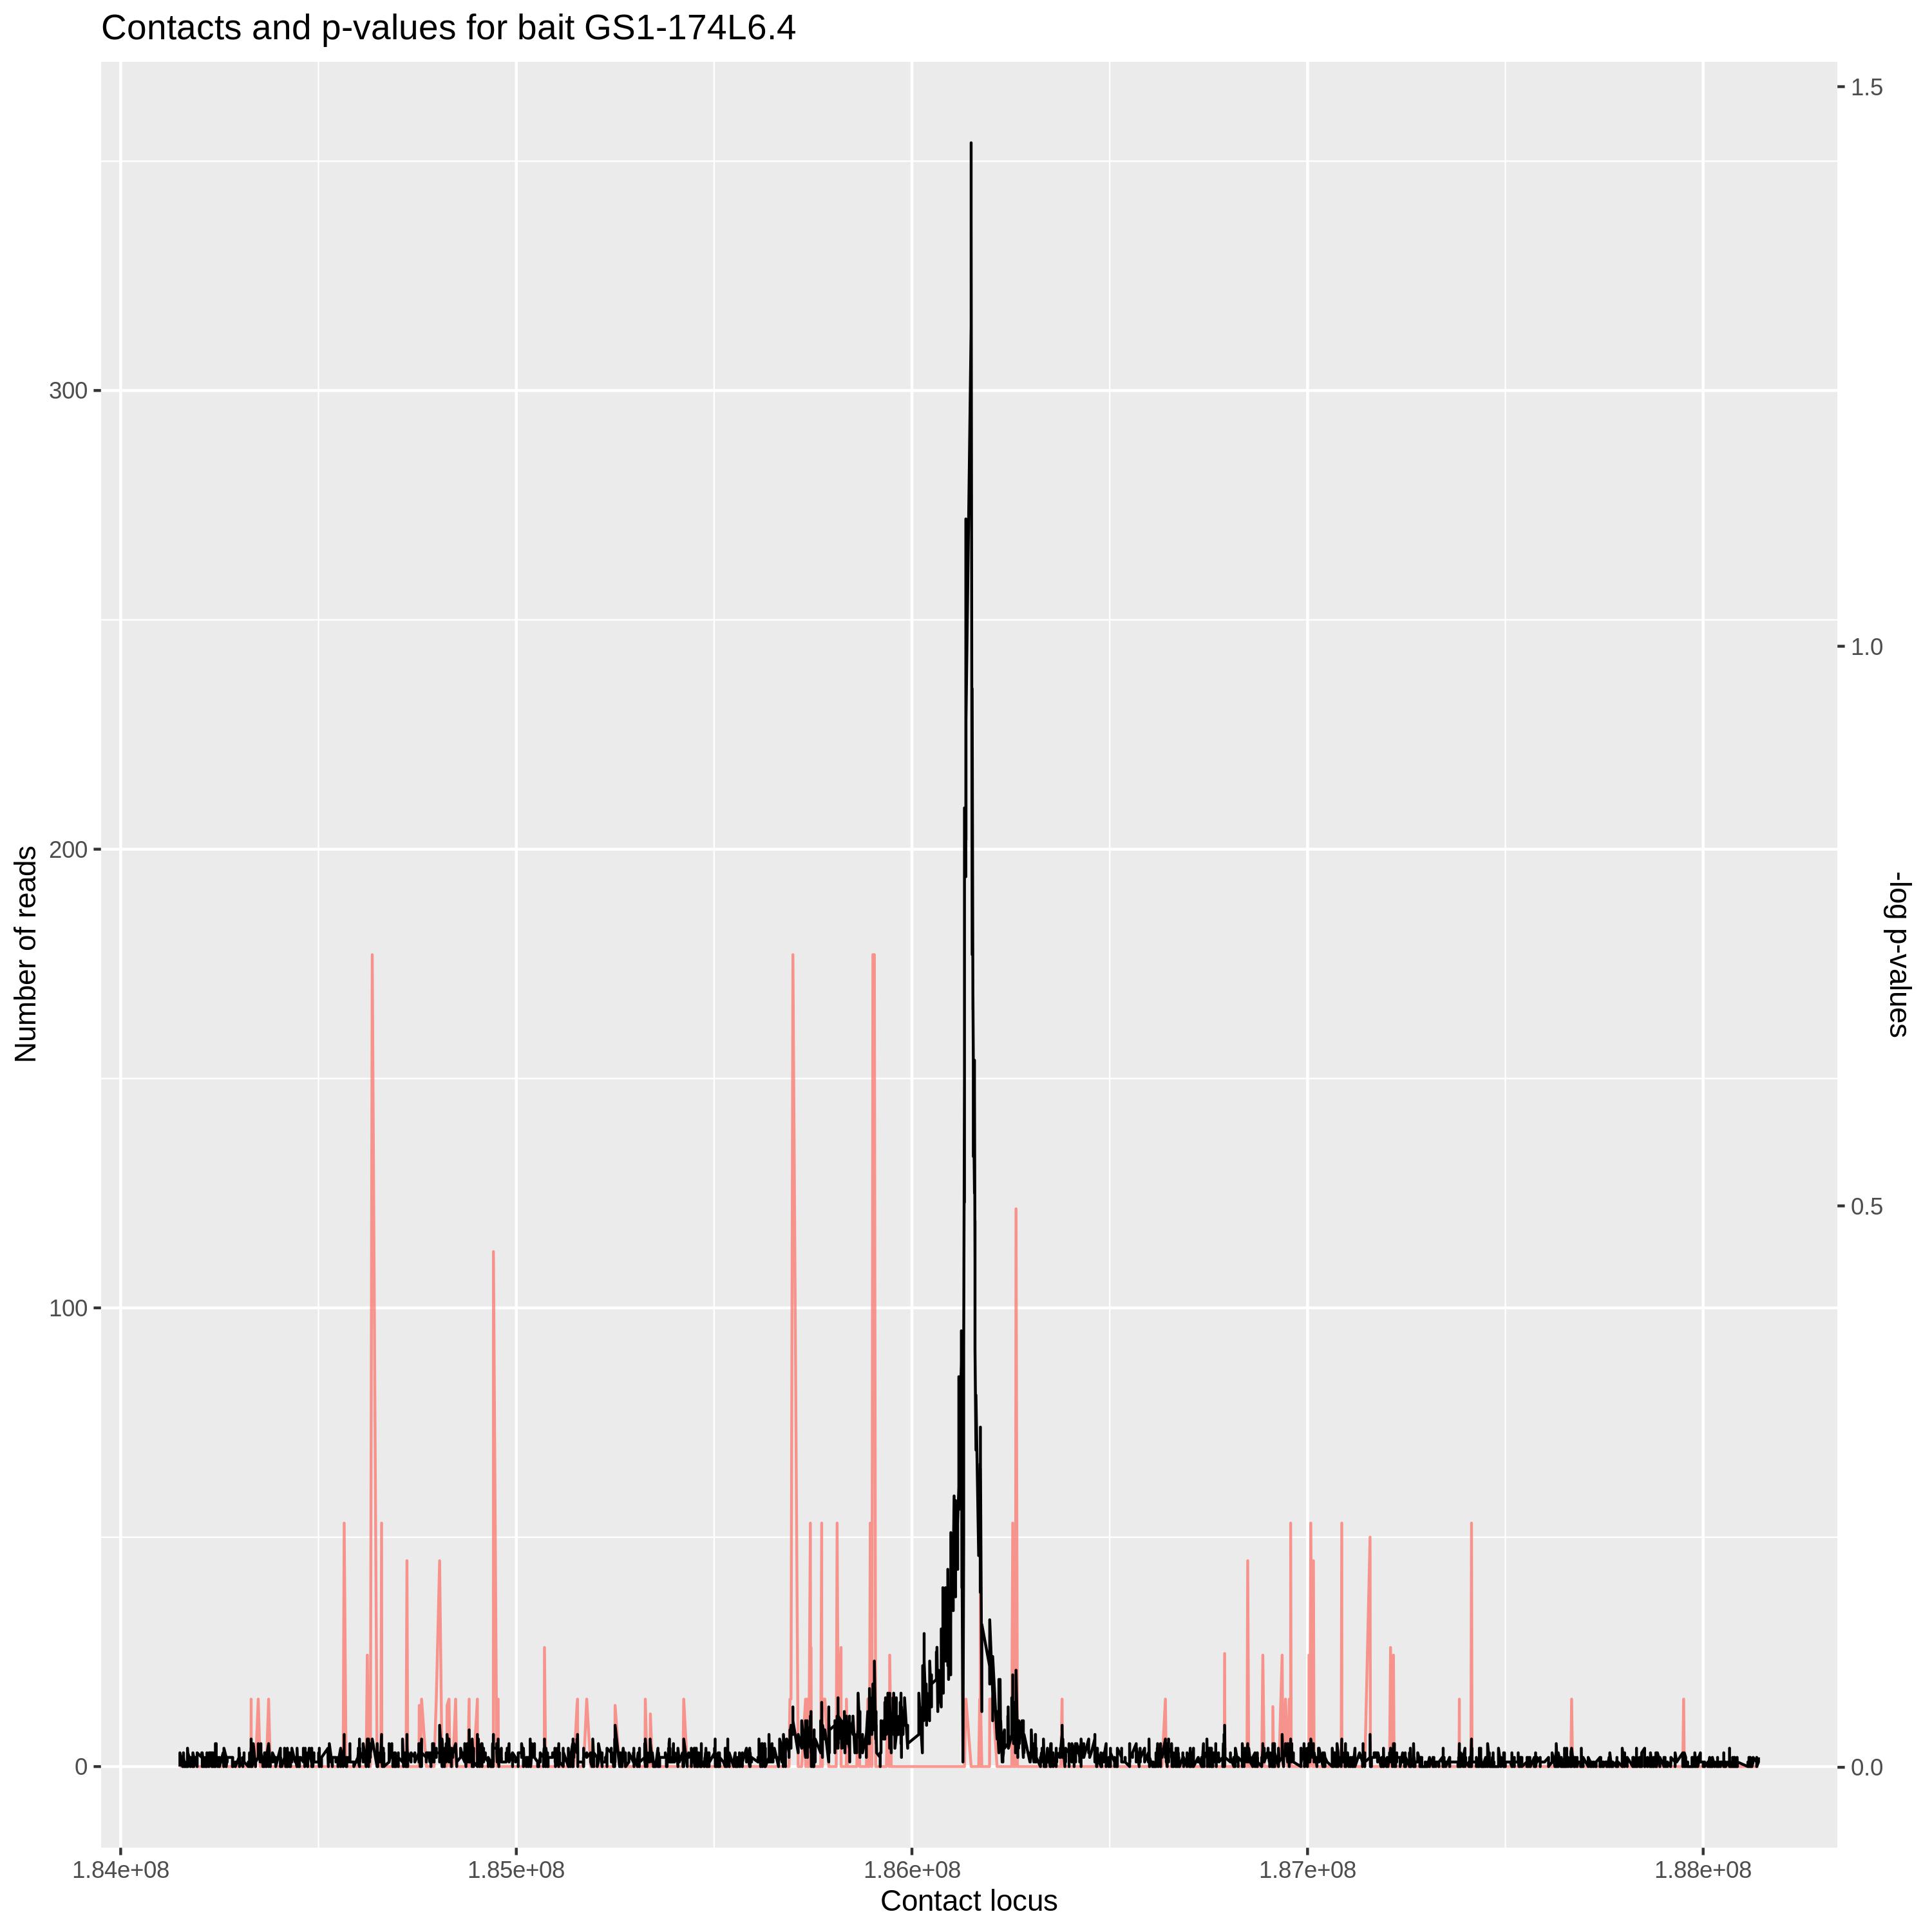 Contacts and p-values for bait GS1-174L6.4
1.5
300
1.0
200
Number of reads
-log p-values
0.5
100
0
0.0
1.84e+08 1.85e+08 1.86e+08 1.87e+08 1.88e+08
Contact locus